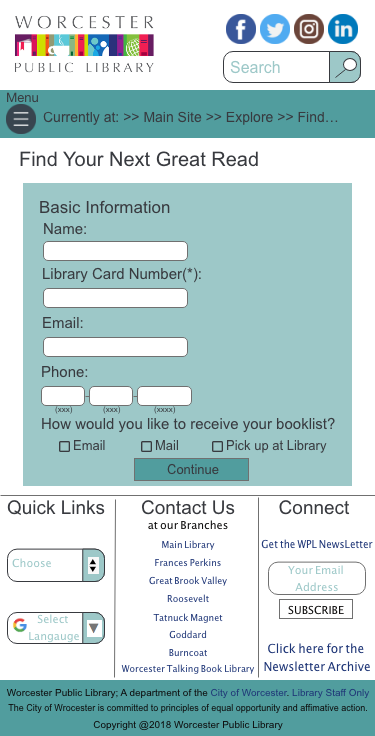 WORCESTER
PUBLIC LIBRARY
Search
Menu
Currently at: >> Main Site >> Explore >> Find…
Find Your Next Great Read
Basic Information
Name:
Library Card Number(*):
Email:
Phone:
(xxx) (xxx) (xxxx)
How would you like to receive your booklist?
Email Mail Pick up at Library
Continue
Quick Links
Choose
Select
Langauge
Contact Us
at our Branches
Main Library
Frances Perkins
Great Brook Valley
Roosevelt
Tatnuck Magnet
Goddard
Burncoat
Worcester Talking Book Library
Connect
Get the WPL NewsLetter
Your Email
Address
SUBSCRIBE
Click here for the
Newsletter Archive
Worcester Public Library; A department of the City of Worcester. Library Staff Only
The City of Wrocester is committed to principles of equal opportunity and affirmative action.
Copyright @2018 Worcester Public Library